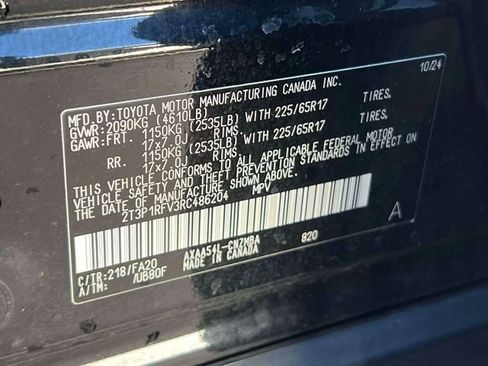 MFD.BY:TOYOTA MOTOR MANUFACTURING CANADA INC. 10/24
GVWR:2090KG (4610LB)
GAWR:FRT. 1150KG (2535LB) WITH 225/65R17 TIRES.
17x7.0J RIMS.
RR. 1150KG (2535LB) WITH 225/65R17 TIRES.
17x7.0J RIMS.
THIS VEHICLE CONFORMS TO ALL APPLICABLE FEDERAL MOTOR
VEHICLE SAFETY AND THEFT PREVENTION STANDARDS IN EFFECT ON
THE DATE OF MANUFACTURE SHOWN ABOVE.
2T3P1RFV3RC486204 MPV
A
C/TR:218/FA20 AXAA54L-CNZMBA 820
A/TM: /UB80F MADE IN CANADA